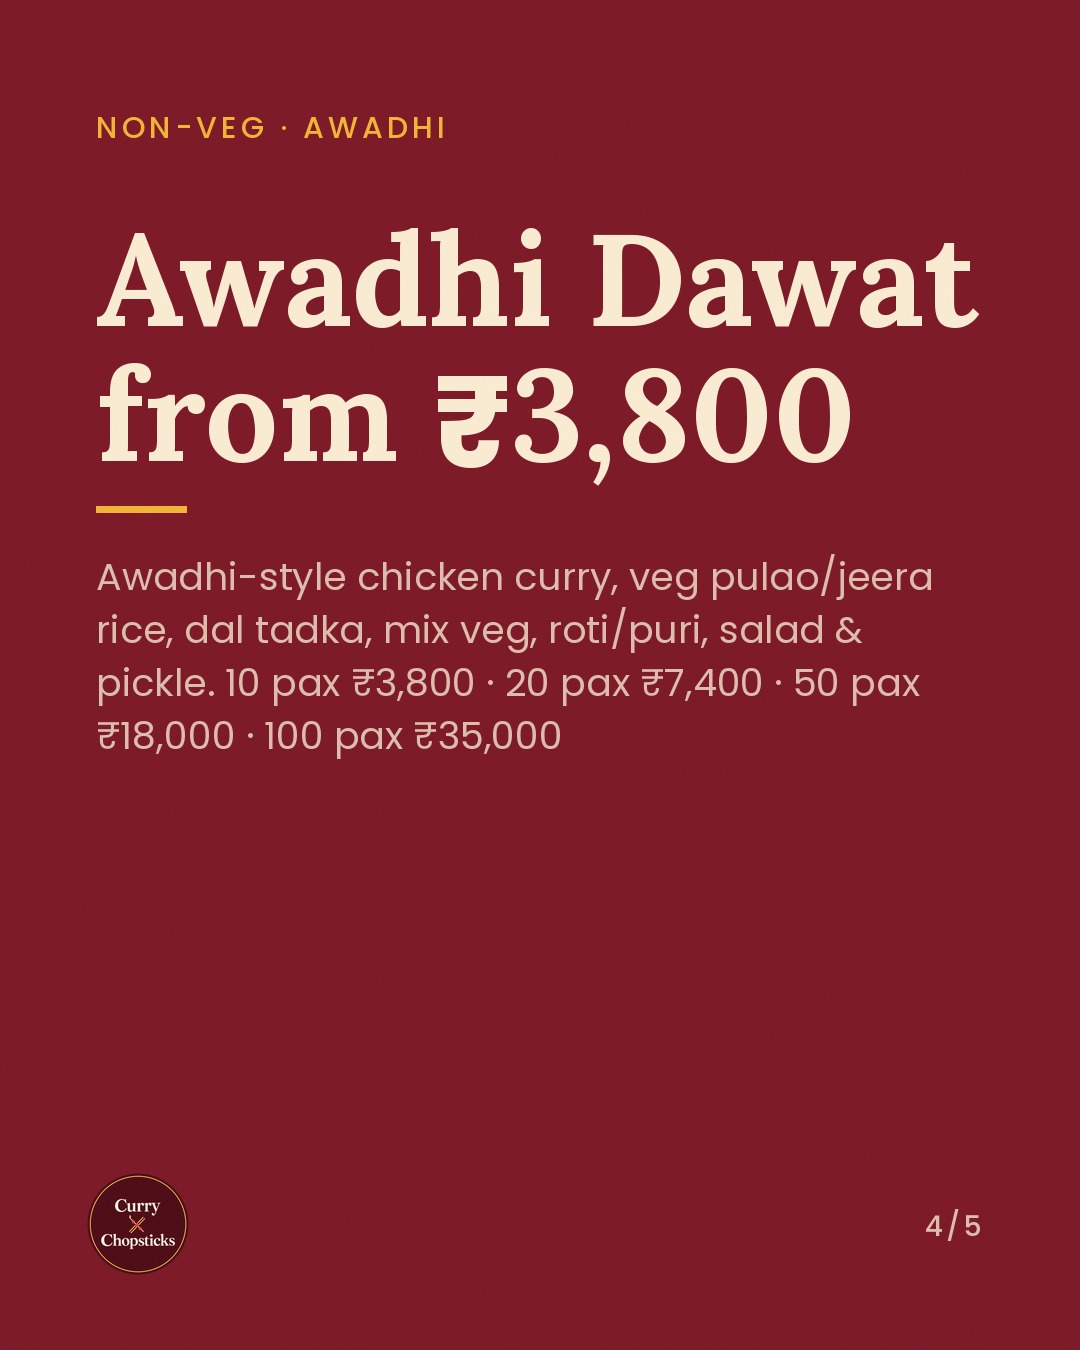 NON-VEG · AWADHI
Awadhi Dawat
from ₹3,800
Awadhi-style chicken curry, veg pulao/jeera
rice, dal tadka, mix veg, roti/puri, salad &
pickle. 10 pax ₹3,800 · 20 pax ₹7,400 · 50 pax
₹18,000 · 100 pax ₹35,000
Curry
Chopsticks
4/5